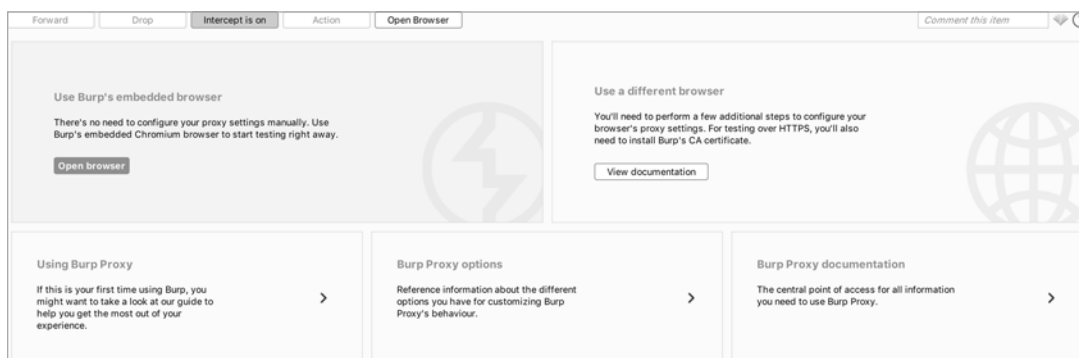 Forward Drop Intercept is on Action Open Browser Comment this item
Use Burp's embedded browser
There's no need to configure your proxy settings manually. Use
Burp's embedded Chromium browser to start testing right away.
Open browser
Use a different browser
You'll need to perform a few additional steps to configure your
browser's proxy settings. For testing over HTTPS, you'll also
need to install Burp's CA certificate.
View documentation
Using Burp Proxy
If this is your first time using Burp, you
might want to take a look at our guide to
help you get the most out of your
experience.
Burp Proxy options
Reference information about the different
options you have for customizing Burp
Proxy's behaviour.
Burp Proxy documentation
The central point of access for all information
you need to use Burp Proxy.